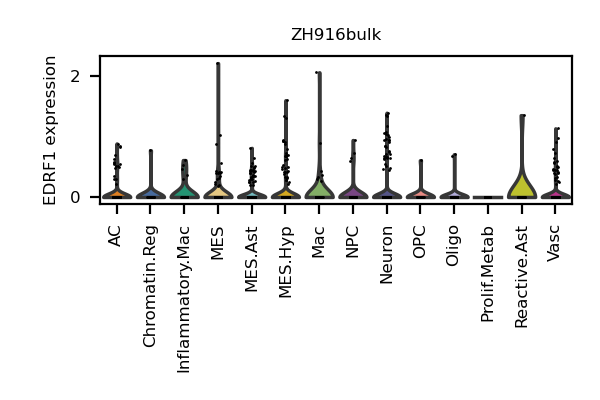 ZH916bulk
EDRF1 expression
2
0
AC
Chromatin.Reg
Inflammatory.Mac
MES
MES.Ast
MES.Hyp
Mac
NPC
Neuron
OPC
Oligo
Prolif.Metab
Reactive.Ast
Vasc